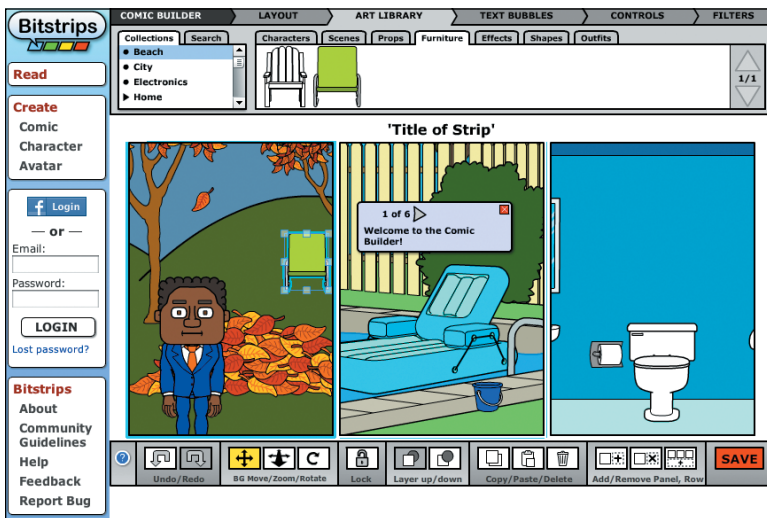 Bitstrips
Read
Create
Comic
Character
Avatar
f Login
— or —
Email:
Password:
LOGIN
Lost password?
Bitstrips
About
Community
Guidelines
Help
Feedback
Report Bug
COMIC BUILDER LAYOUT ART LIBRARY TEXT BUBBLES CONTROLS FILTERS
Collections Search Characters Scenes Props Furniture Effects Shapes Outfits
Beach
City
Electronics
Home
1/1
'Title of Strip'
1 of 6
Welcome to the Comic
Builder!
?
C
SAVE
Undo/Redo BG Move/Zoom/Rotate Lock Layer up/down Copy/Paste/Delete Add/Remove Panel, Row